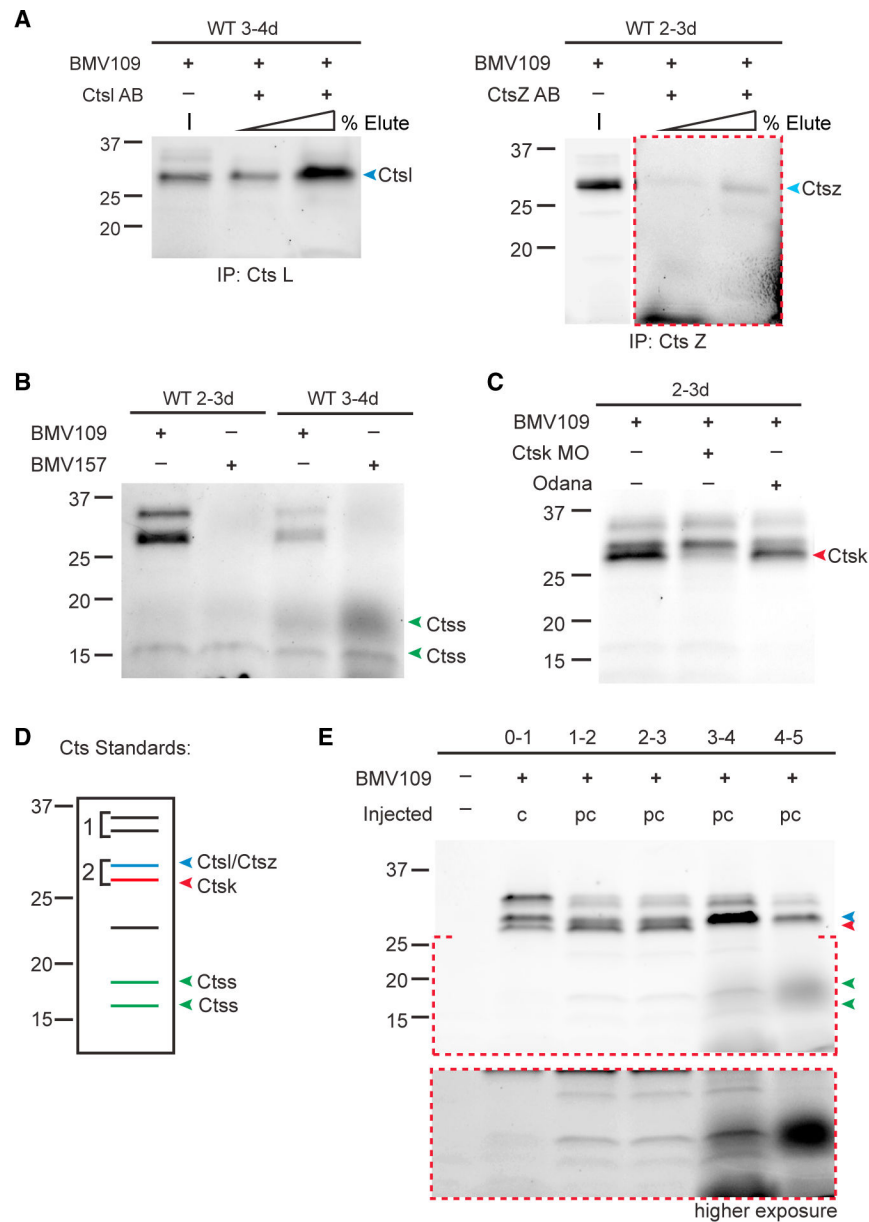 A
WT 3-4d
BMV109 + + +
Ctsl AB – + +
I % Elute
37
25
20
Ctsl
IP: Cts L
WT 2-3d
BMV109 + + +
CtsZ AB – + +
I % Elute
37
25
20
Ctsz
IP: Cts Z
B
WT 2-3d WT 3-4d
BMV109 + – + –
BMV157 – + – +
37
25
20
15
Ctss
Ctss
C
2-3d
BMV109 + + +
Ctsk MO – + –
Odana – – +
37
25
20
15
Ctsk
D
Cts Standards:
37
25
20
15
1
2
Ctsl/Ctsz
Ctsk
Ctss
Ctss
E
0-1 1-2 2-3 3-4 4-5
BMV109 – + + + + +
Injected – c pc pc pc pc
37
25
20
15
higher exposure